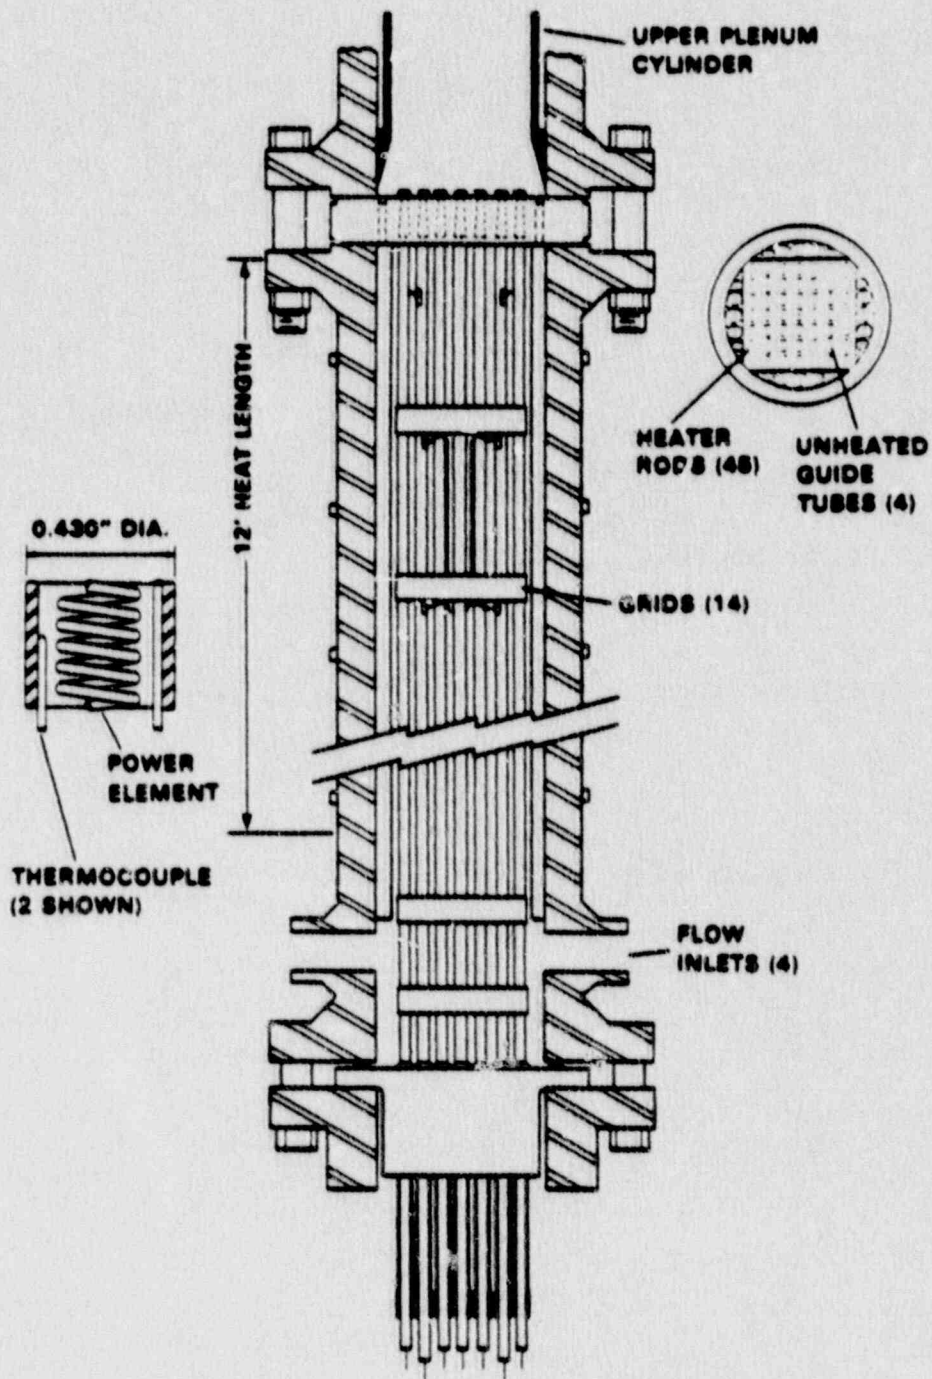 UPPER PLENUM
CYLINDER
12' HEAT LENGTH
HEATER
RODS (45)
UNHEATED
GUIDE
TUBES (4)
0.430" DIA.
GRIDS (14)
POWER
ELEMENT
THERMOCOUPLE
(2 SHOWN)
FLOW
INLETS (4)